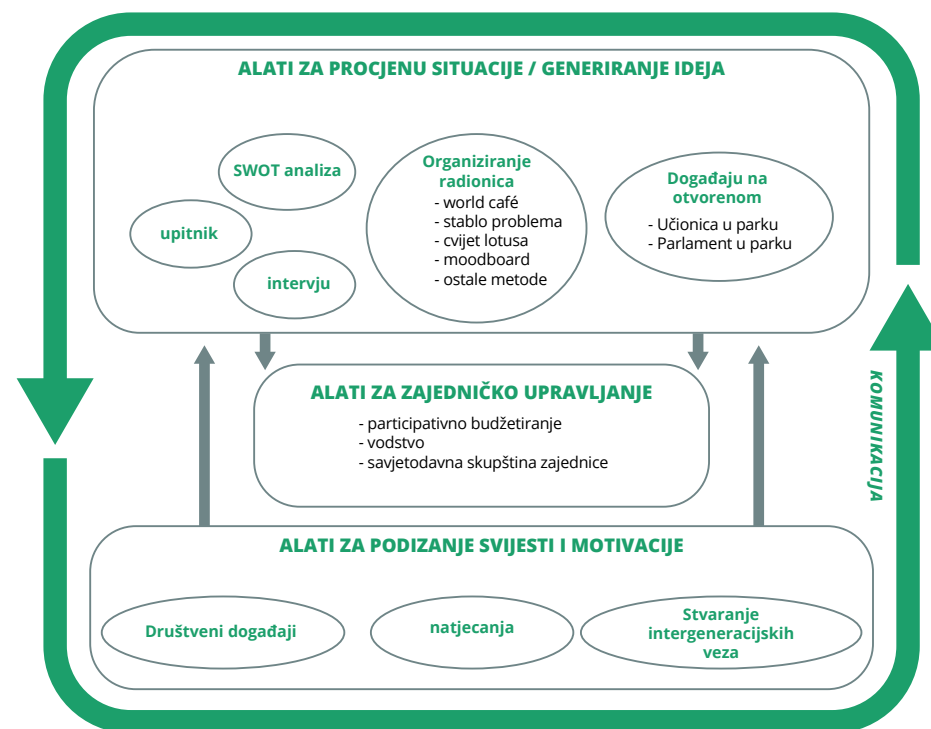 ALATI ZA PROCJENU SITUACIJE / GENERIRANJE IDEJA
SWOT analiza
upitnik
intervju
Organiziranje
radionica
- world café
- stablo problema
- cvijet lotusa
- moodboard
- ostale metode
Događaju na
otvorenom
- Učionica u parku
- Parlament u parku
ALATI ZA ZAJEDNIČKO UPRAVLJANJE
- participativno budžetiranje
- vodstvo
- savjetodavna skupština zajednice
KOMUNIKACIJA
ALATI ZA PODIZANJE SVIJESTI I MOTIVACIJE
Društveni događaji
natjecanja
Stvaranje
intergeneracijskih
veza